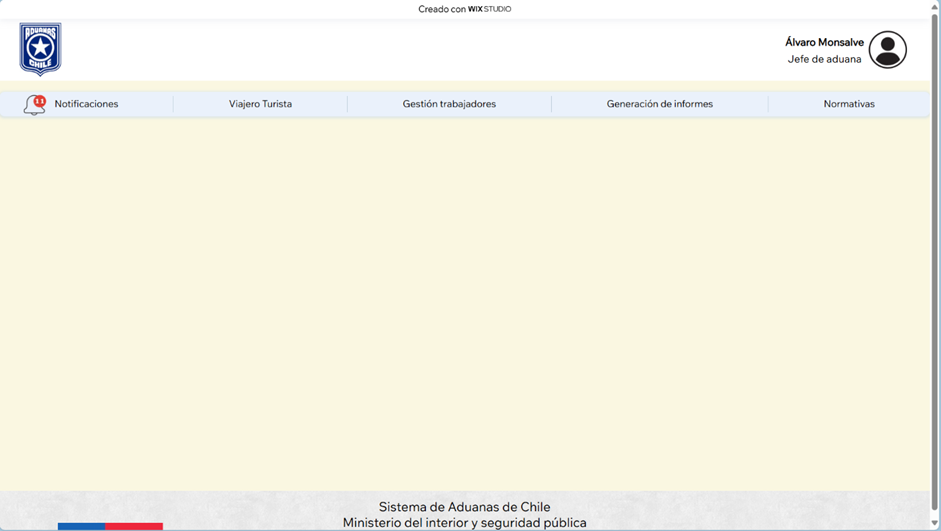 Creado con WIX STUDIO
ADUANAS
CHILE
Álvaro Monsalve
Jefe de aduana
11
Notificaciones
Viajero Turista
Gestión trabajadores
Generación de informes
Normativas
Sistema de Aduanas de Chile
Ministerio del interior y seguridad pública